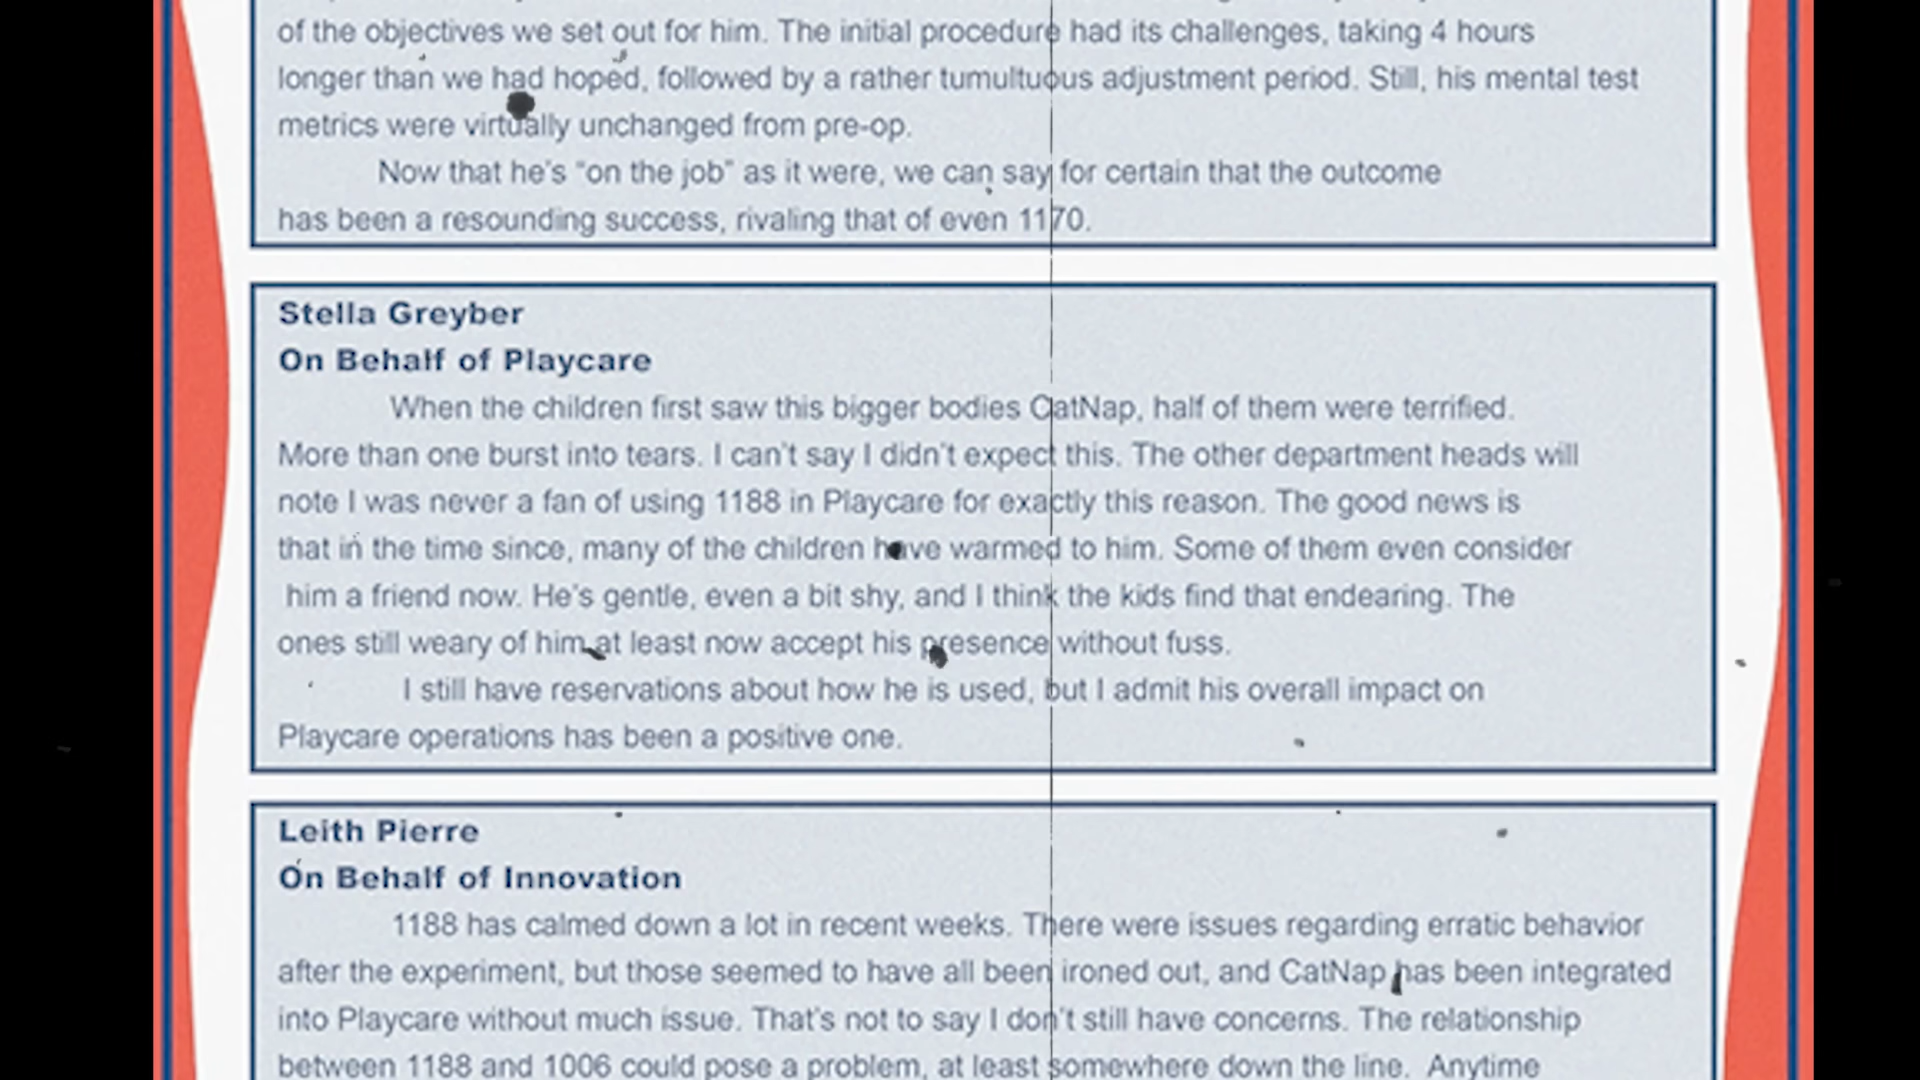 of the objectives we set out for him. The initial procedure had its challenges, taking 4 hours
longer than we had hoped, followed by a rather tumultuous adjustment period. Still, his mental test
metrics were virtually unchanged from pre-op.
Now that he's “on the job” as it were, we can say for certain that the outcome
has been a resounding success, rivaling that of even 1170.
Stella Greyber
On Behalf of Playcare
When the children first saw this bigger bodies CatNap, half of them were terrified.
More than one burst into tears. I can't say I didn't expect this. The other department heads will
note I was never a fan of using 1188 in Playcare for exactly this reason. The good news is
that in the time since, many of the children have warmed to him. Some of them even consider
him a friend now. He's gentle, even a bit shy, and I think the kids find that endearing. The
ones still weary of him at least now accept his presence without fuss.
I still have reservations about how he is used, but I admit his overall impact on
Playcare operations has been a positive one.
Leith Pierre
On Behalf of Innovation
1188 has calmed down a lot in recent weeks. There were issues regarding erratic behavior
after the experiment, but those seemed to have all been ironed out, and CatNap has been integrated
into Playcare without much issue. That's not to say I don't still have concerns. The relationship
between 1188 and 1006 could pose a problem, at least somewhere down the line. Anytime